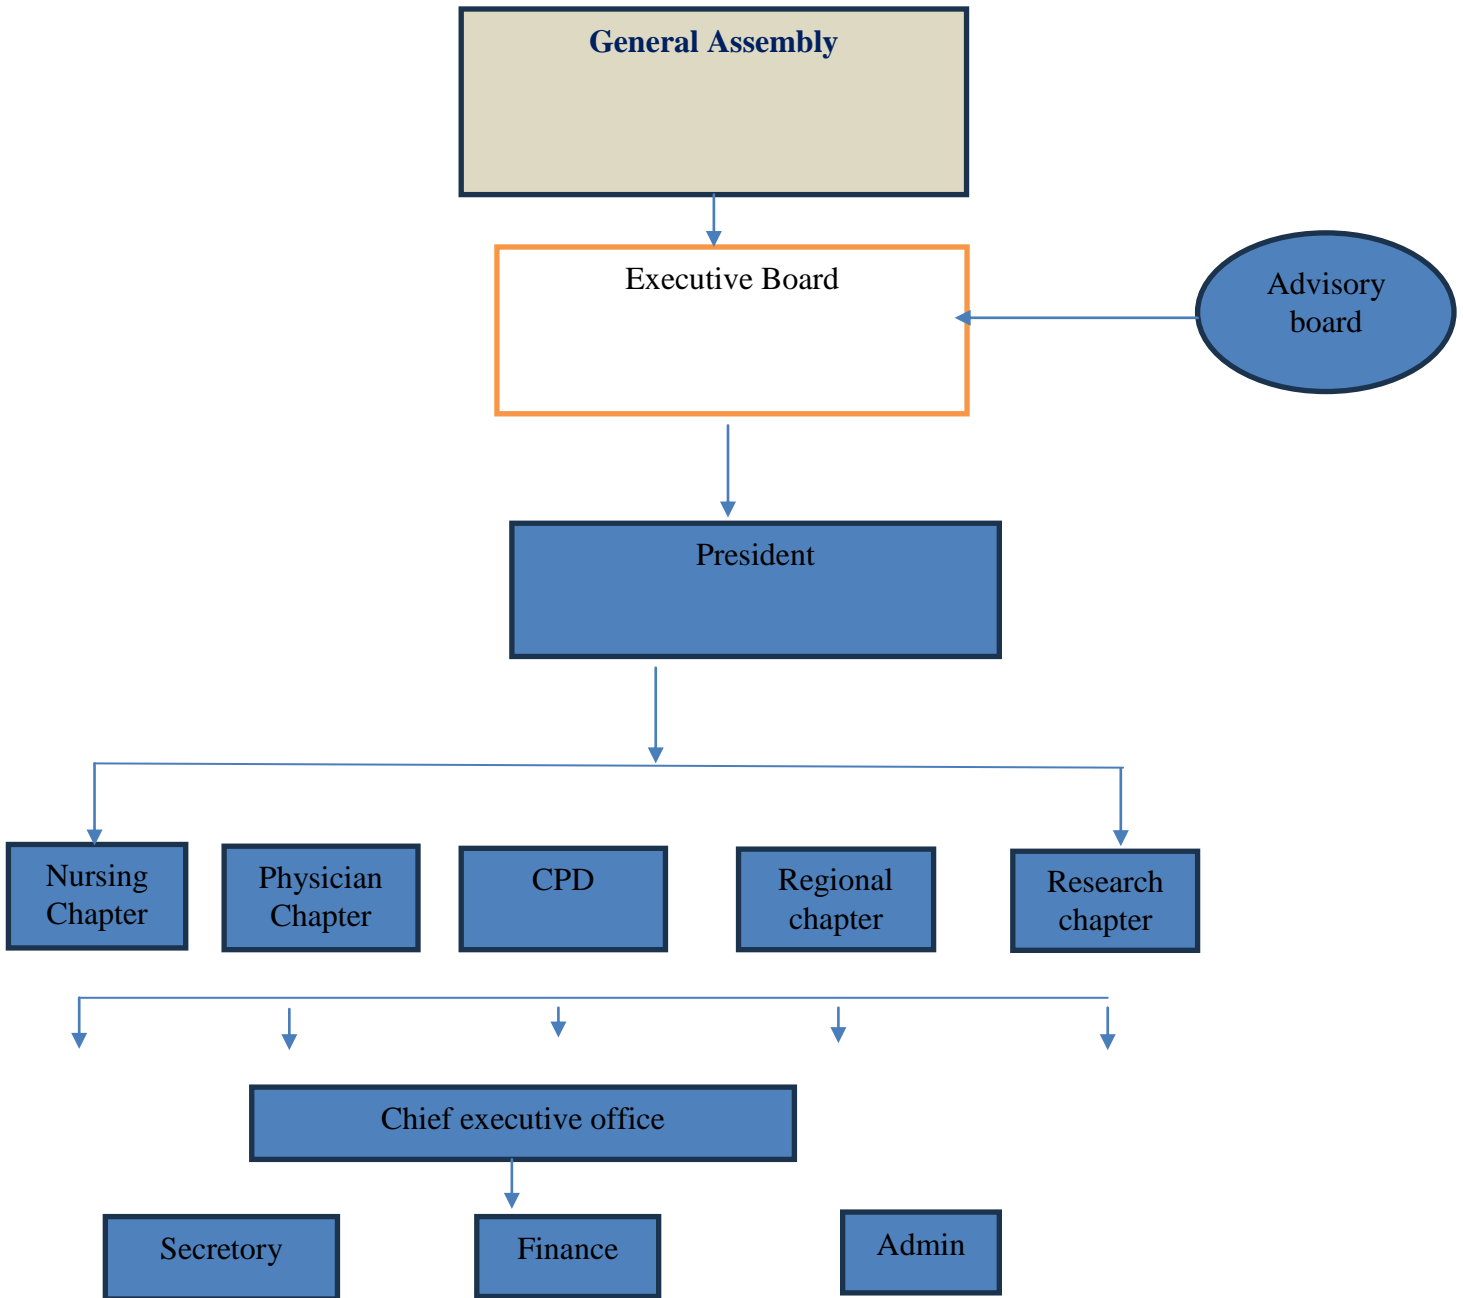 General Assembly
Executive Board
Advisory
board
President
Nursing
Chapter
Physician
Chapter
CPD
Regional
chapter
Research
chapter
Chief executive office
Secretory
Finance
Admin